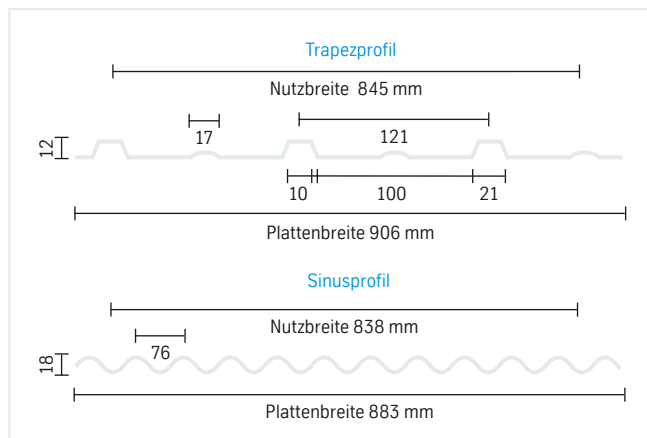 Trapezprofil
Nutzbreite 845 mm
12
17
121
10
100
21
Plattenbreite 906 mm
Sinusprofil
Nutzbreite 838 mm
18
76
Plattenbreite 883 mm